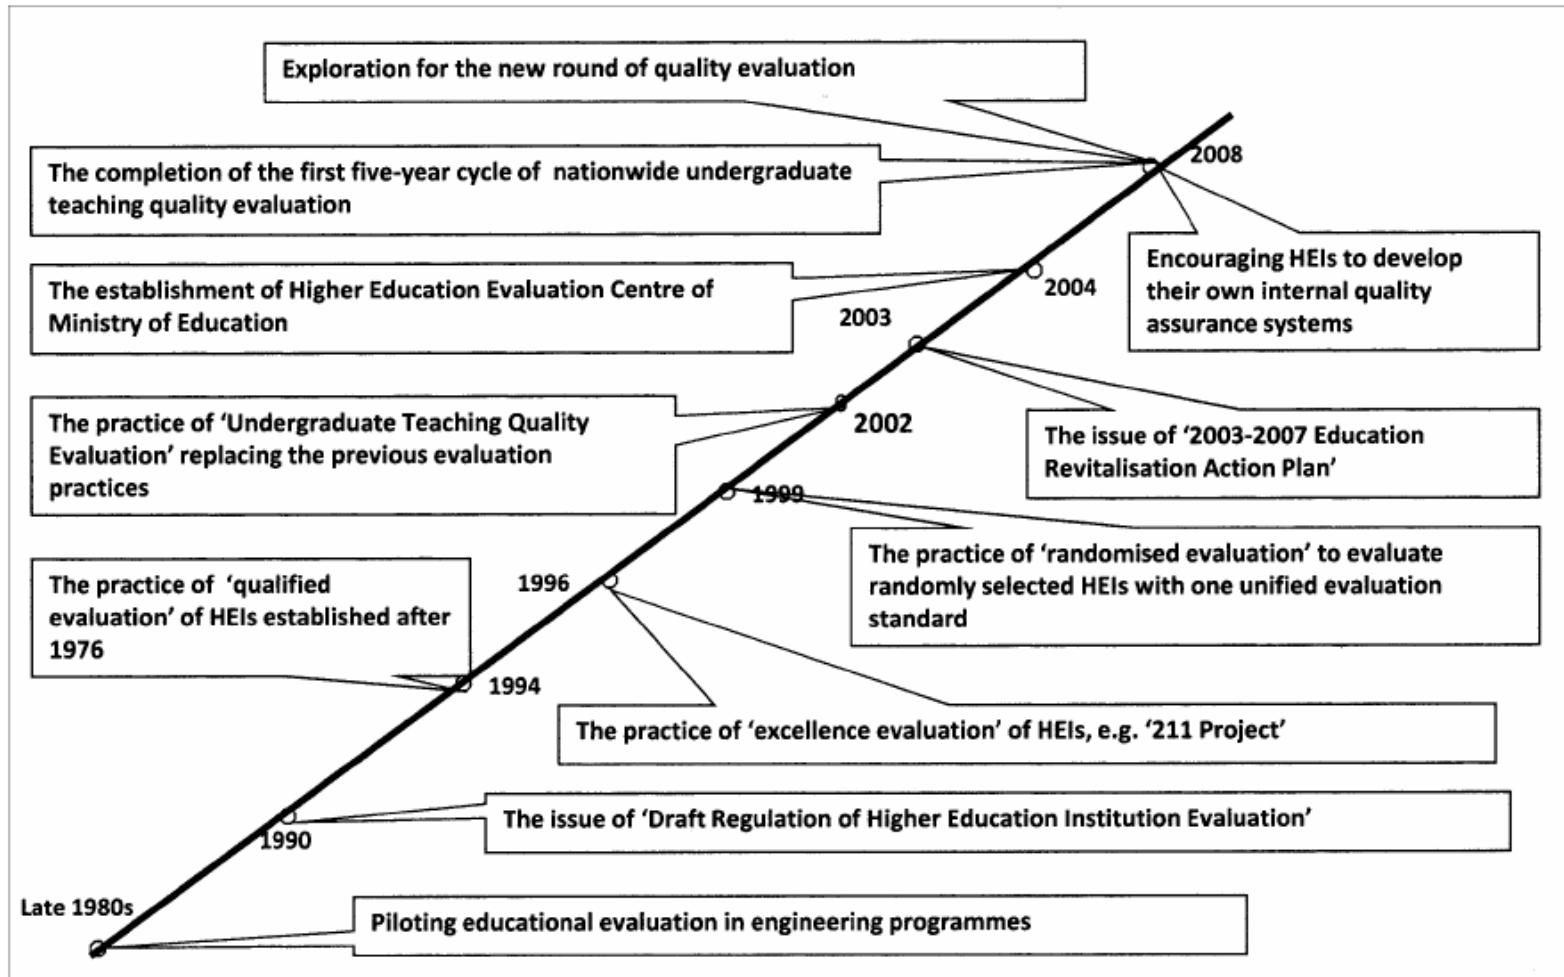 Exploration for the new round of quality evaluation
2008
The completion of the first five-year cycle of nationwide undergraduate
teaching quality evaluation
Encouraging HEIs to develop
their own internal quality
assurance systems
The establishment of Higher Education Evaluation Centre of
Ministry of Education
2004
2003
The practice of ‘Undergraduate Teaching Quality
Evaluation’ replacing the previous evaluation
practices
2002
The issue of ‘2003-2007 Education
Revitalisation Action Plan’
1999
The practice of ‘randomised evaluation’ to evaluate
randomly selected HEIs with one unified evaluation
standard
1996
The practice of ‘qualified
evaluation’ of HEIs established after
1976
1994
The practice of ‘excellence evaluation’ of HEIs, e.g. ‘211 Project’
The issue of ‘Draft Regulation of Higher Education Institution Evaluation’
1990
Late 1980s
Piloting educational evaluation in engineering programmes